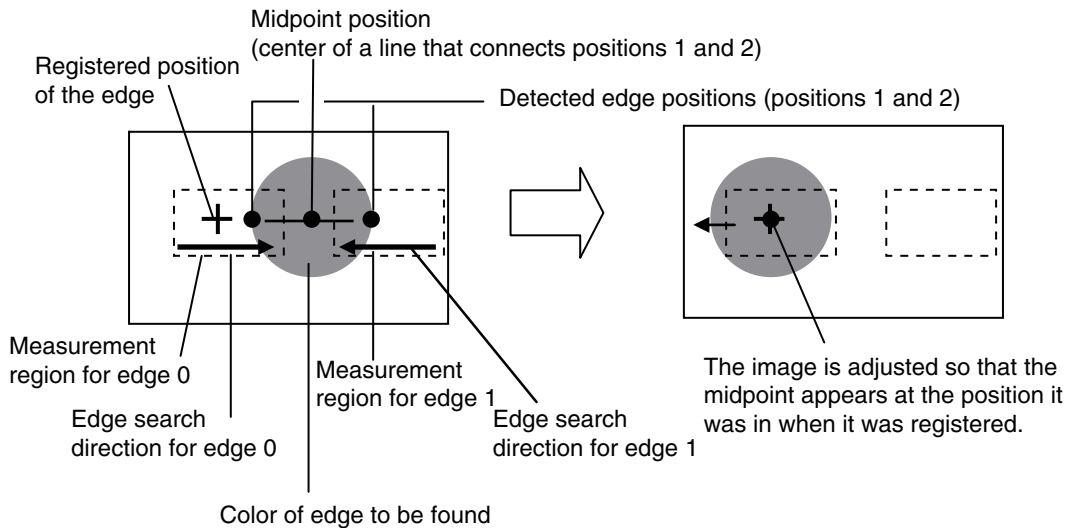 Midpoint position
(center of a line that connects positions 1 and 2)
Registered position
of the edge
Detected edge positions (positions 1 and 2)
Measurement
region for edge 0
Measurement
region for edge 1
Edge search
direction for edge 0
Edge search
direction for edge 1
The image is adjusted so that the
midpoint appears at the position it
was in when it was registered.
Color of edge to be found